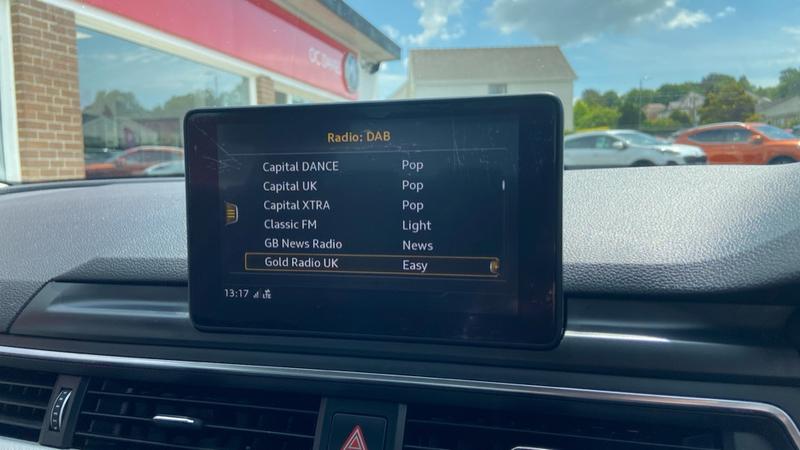 Radio: DAB
Capital DANCE Pop
Capital UK Pop
Capital XTRA Pop
Classic FM Light
GB News Radio News
Gold Radio UK Easy
13:17 LTE